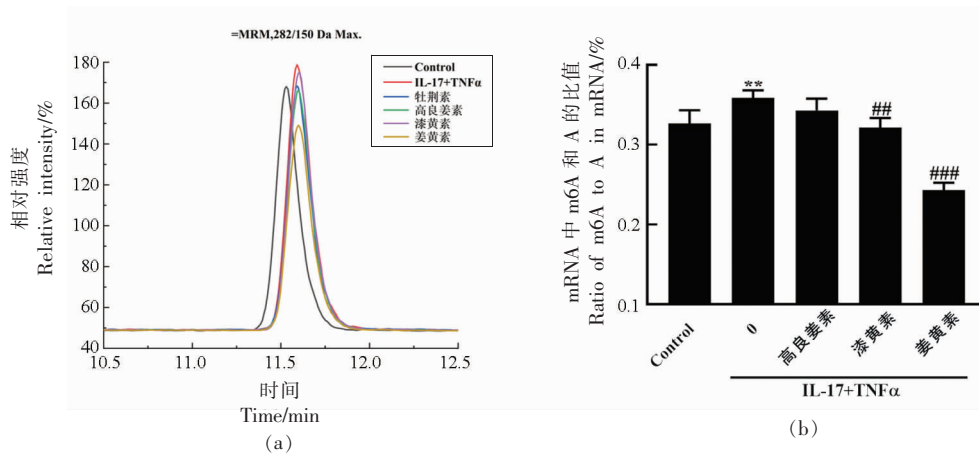 =MRM,282/150 Da Max.
相对强度
Relative intensity/%
180
160
140
120
100
80
60
40
Control
IL-17+TNFα
牡荆素
高良姜素
漆黄素
姜黄素
10.5 11.0 11.5 12.0 12.5
时间
Time/min
(a)
mRNA 中 m6A 和 A 的比值
Ratio of m6A to A in mRNA/%
0.4
0.3
0.2
0.1
**
##
###
Control 0 高良姜素 漆黄素 姜黄素
IL-17+TNFα
(b)